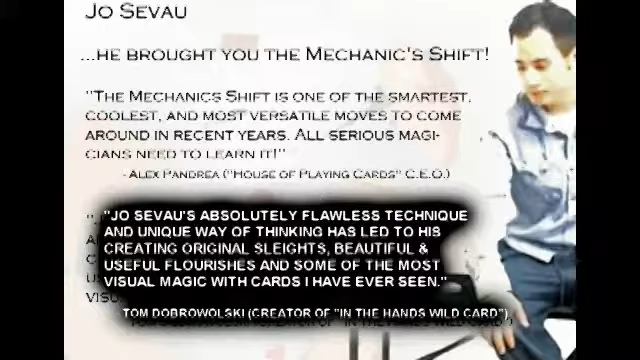 JO SEVAU
...HE BROUGHT YOU THE MECHANIC'S SHIFT!
"THE MECHANICS SHIFT IS ONE OF THE SMARTEST,
COOLEST, AND MOST VERSATILE MOVES TO COME
AROUND IN RECENT YEARS. ALL SERIOUS MAGI-
CIANS NEED TO LEARN IT!"
- ALEX PANDREA ("HOUSE OF PLAYING CARDS" C.E.O.)
"JO SEVAU'S ABSOLUTELY FLAWLESS TECHNIQUE
AND UNIQUE WAY OF THINKING HAS LED TO HIS
CREATING ORIGINAL SLEIGHTS, BEAUTIFUL &
USEFUL FLOURISHES AND SOME OF THE MOST
VISUAL MAGIC WITH CARDS I HAVE EVER SEEN."
TOM DOBROWOLSKI (CREATOR OF "IN THE HANDS WILD CARD")